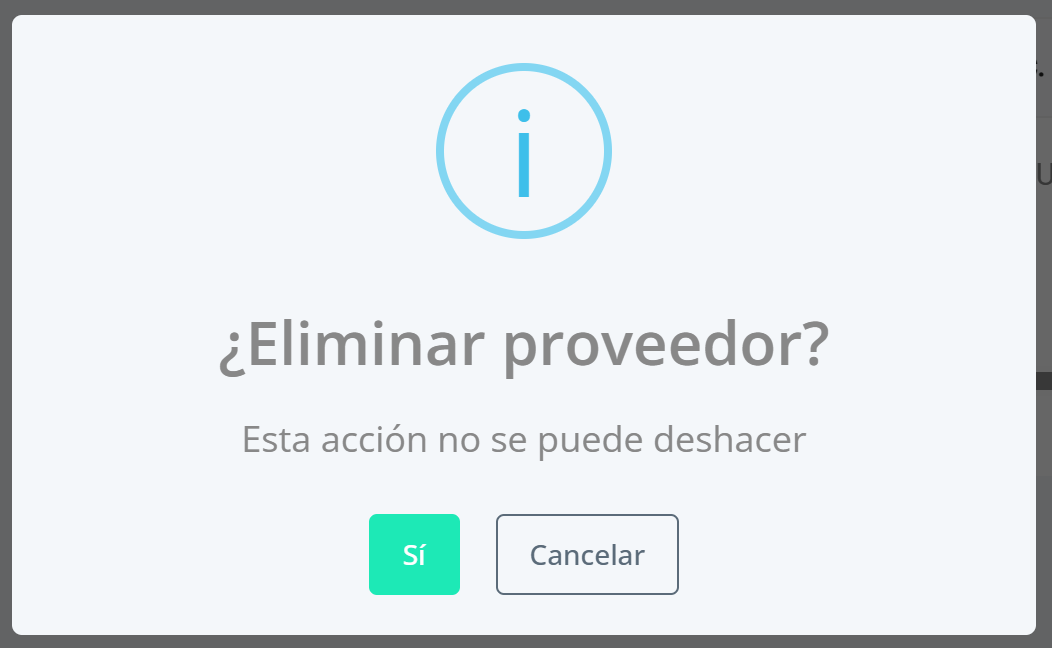 ¿Eliminar proveedor?
Esta acción no se puede deshacer
Sí
Cancelar